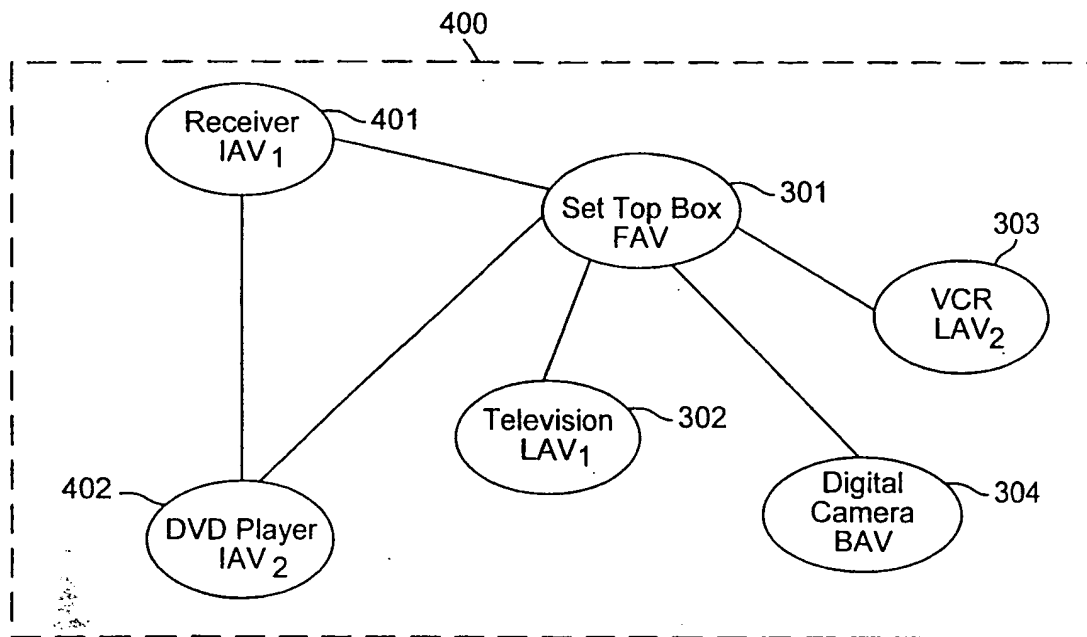 400
Receiver
IAV1
401
Set Top Box
FAV
301
303
VCR
LAV2
Television
LAV1
302
402
DVD Player
IAV2
Digital
Camera
BAV
304